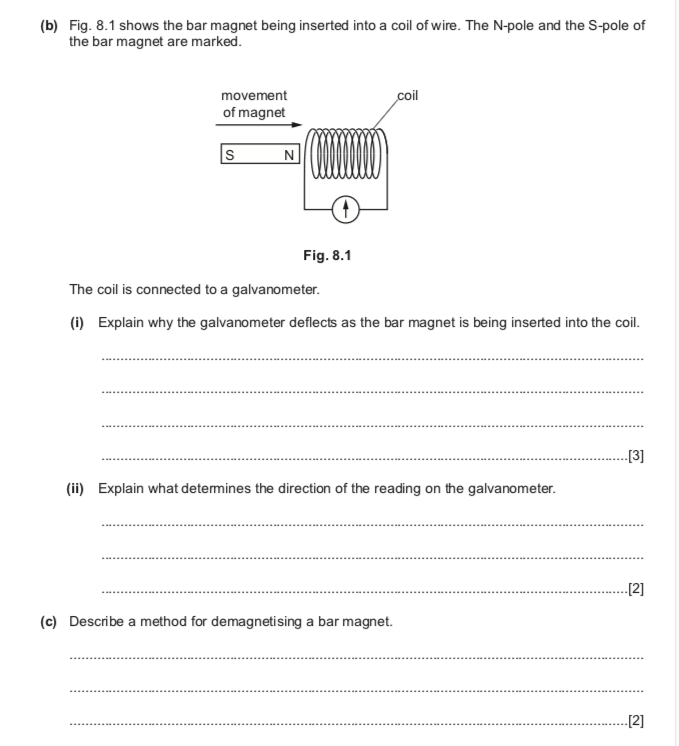 (b) Fig. 8.1 shows the bar magnet being inserted into a coil of wire. The N-pole and the S-pole of
the bar magnet are marked.
movement
of magnet
coil
S N
Fig. 8.1
The coil is connected to a galvanometer.
(i) Explain why the galvanometer deflects as the bar magnet is being inserted into the coil.
[3]
(ii) Explain what determines the direction of the reading on the galvanometer.
[2]
(c) Describe a method for demagnetising a bar magnet.
[2]